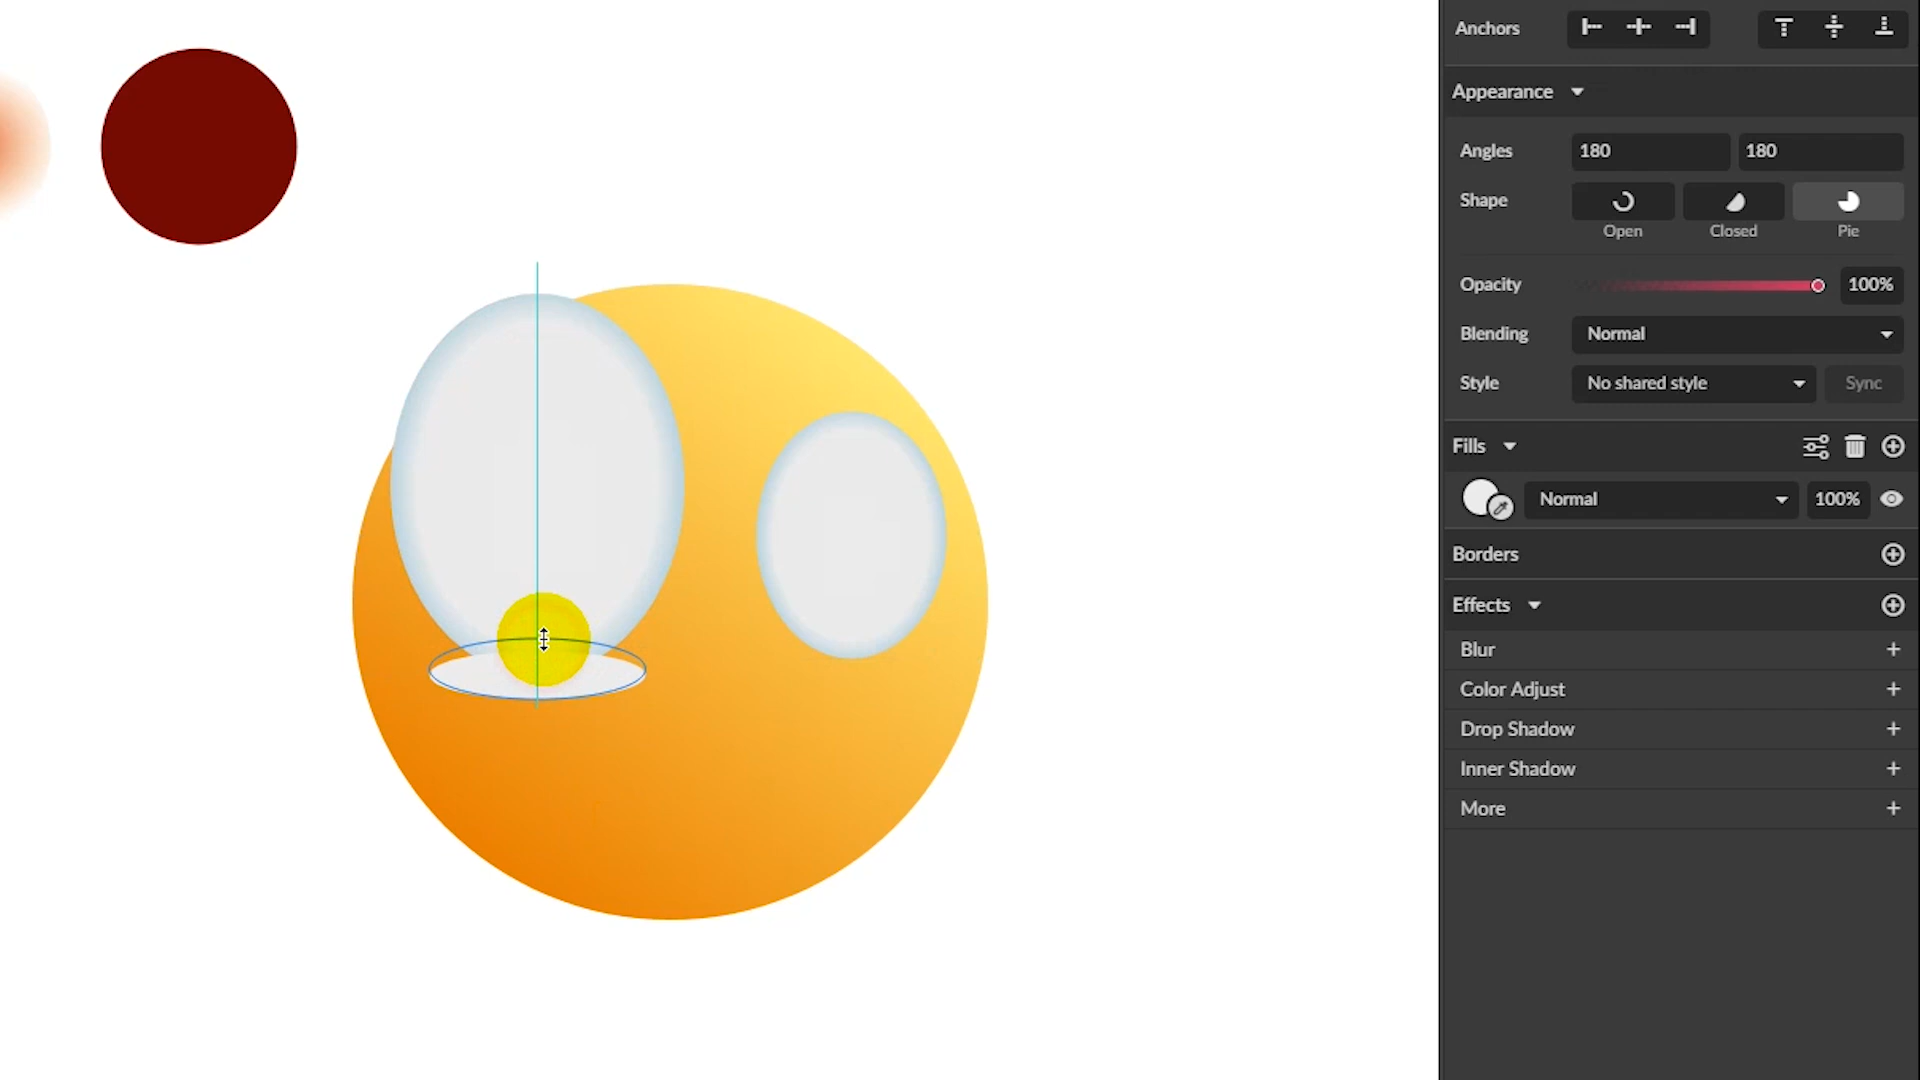 Anchors
Appearance
Angles 180 180
Shape
Open Closed Pie
Opacity 100%
Blending Normal
Style No shared style Sync
Fills
Normal 100%
Borders
Effects
Blur
Color Adjust
Drop Shadow
Inner Shadow
More